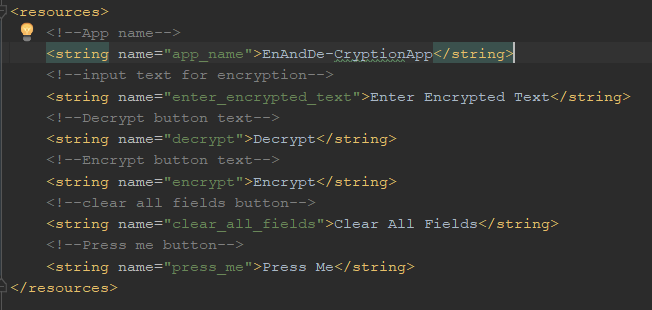 <resources>
<!--App name-->
<string name="app_name">EnAndDe-CryptionApp</string>
<!--input text for encryption-->
<string name="enter_encrypted_text">Enter Encrypted Text</string>
<!--Decrypt button text-->
<string name="decrypt">Decrypt</string>
<!--Encrypt button text-->
<string name="encrypt">Encrypt</string>
<!--clear all fields button-->
<string name="clear_all_fields">Clear All Fields</string>
<!--Press me button-->
<string name="press_me">Press Me</string>
</resources>